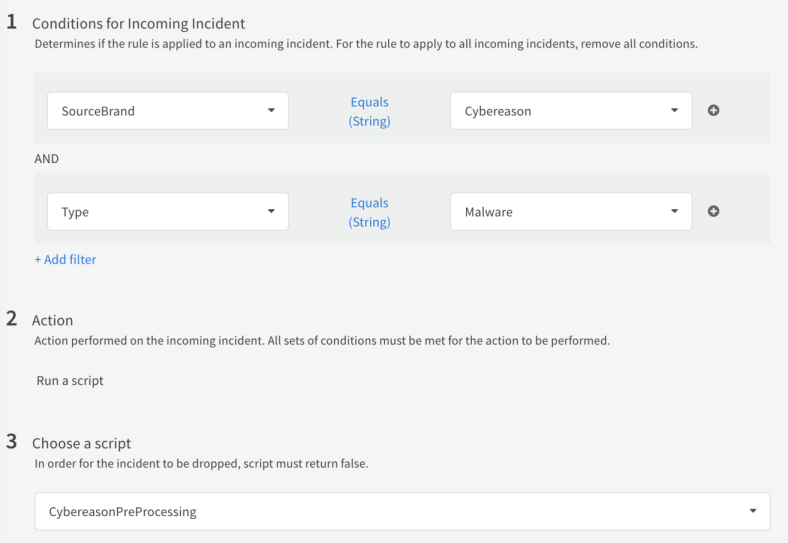 1 Conditions for Incoming Incident
Determines if the rule is applied to an incoming incident. For the rule to apply to all incoming incidents, remove all conditions.
SourceBrand Equals (String) Cybereason
AND
Type Equals (String) Malware
+ Add filter
2 Action
Action performed on the incoming incident. All sets of conditions must be met for the action to be performed.
Run a script
3 Choose a script
In order for the incident to be dropped, script must return false.
CybereasonPreProcessing